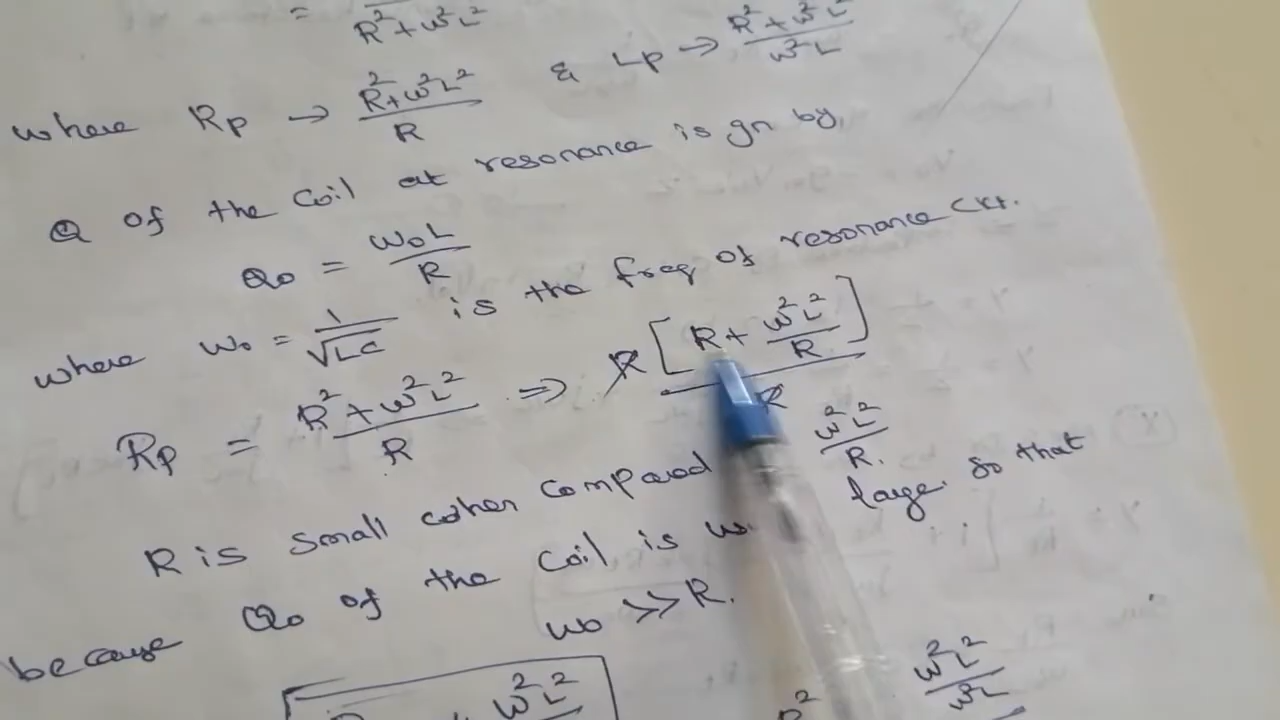 = R²+ω²L²
where Rp → R²+ω²L² / R & Lp → R²+ω²L² / ω²L
Q of the coil at resonance is gn by,
Qo = ωoL / R
where ωo = 1 / √LC is the freq of resonance Ckt.
Rp = R²+ω²L² / R ⇒ R [R + ω²L² / R] / R
R is small when compared ω²L² / R.
because Qo of the coil is large. so that
ωo >> R.
ω²L²
ω²L² / ω²L